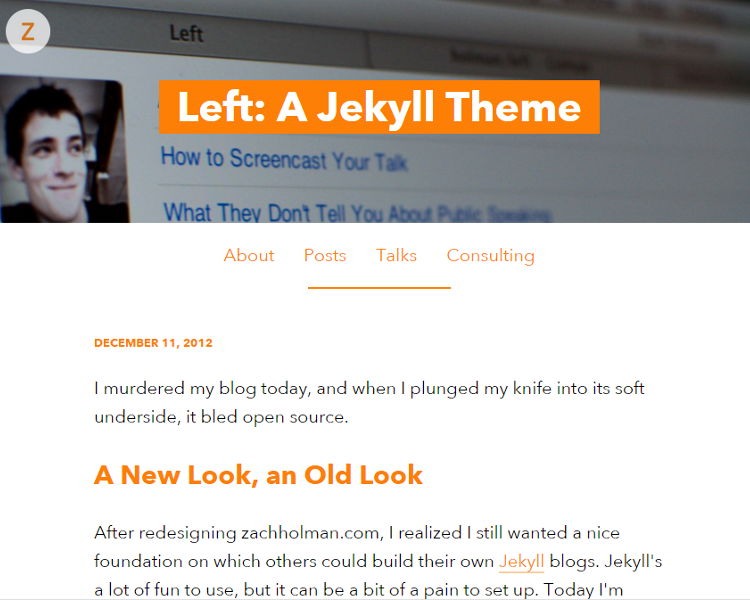 Z
Left
Left: A Jekyll Theme
How to Screencast Your Talk
What They Don't Tell You About Public Speaking
About Posts Talks Consulting
DECEMBER 11, 2012
I murdered my blog today, and when I plunged my knife into its soft
underside, it bled open source.
A New Look, an Old Look
After redesigning zachholman.com, I realized I still wanted a nice
foundation on which others could build their own Jekyll blogs. Jekyll's
a lot of fun to use, but it can be a bit of a pain to set up. Today I'm